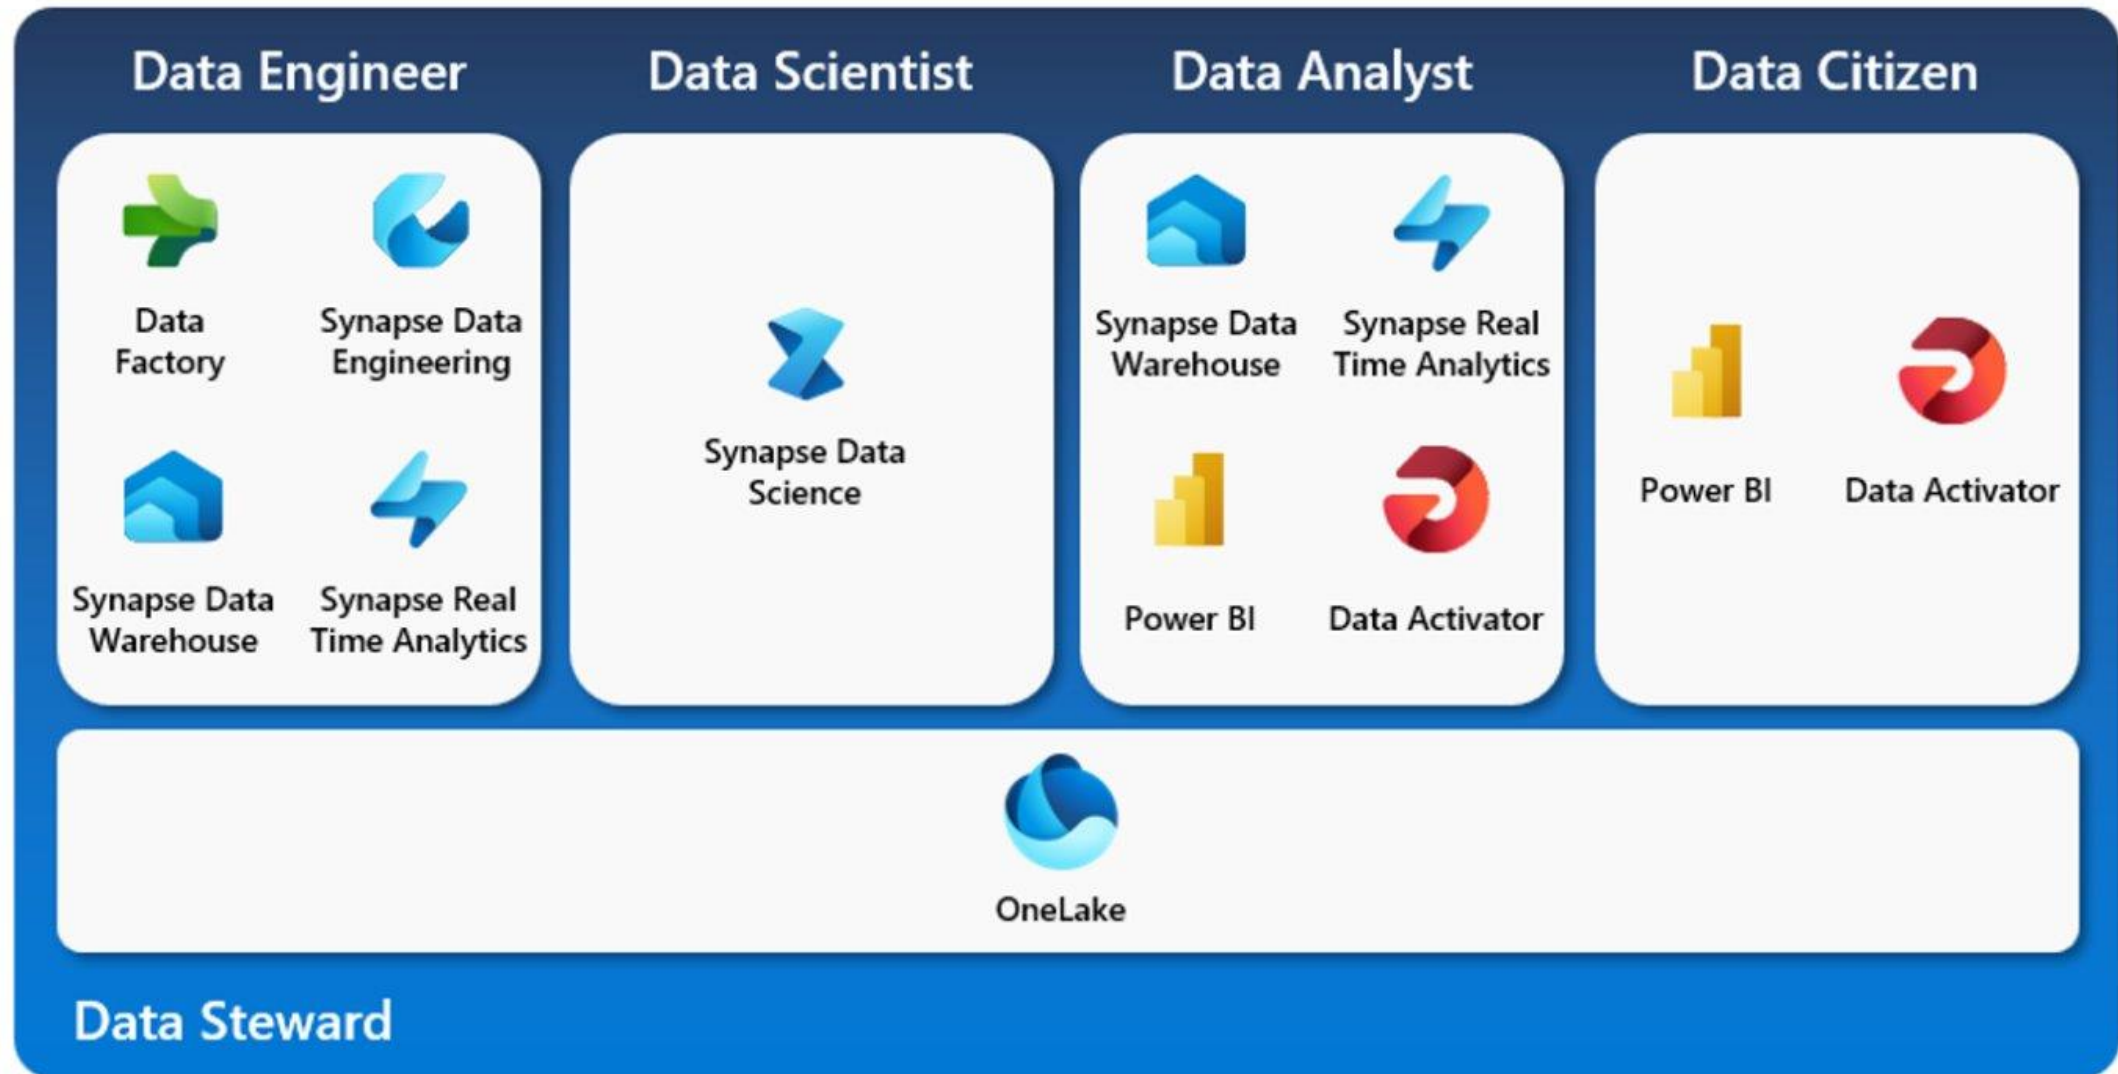 Data Engineer
Data Scientist
Data Analyst
Data Citizen
Data
Factory
Synapse Data
Engineering
Synapse Data
Warehouse
Synapse Real
Time Analytics
Synapse Data
Science
Synapse Data
Warehouse
Synapse Real
Time Analytics
Power BI
Data Activator
Power BI
Data Activator
OneLake
Data Steward